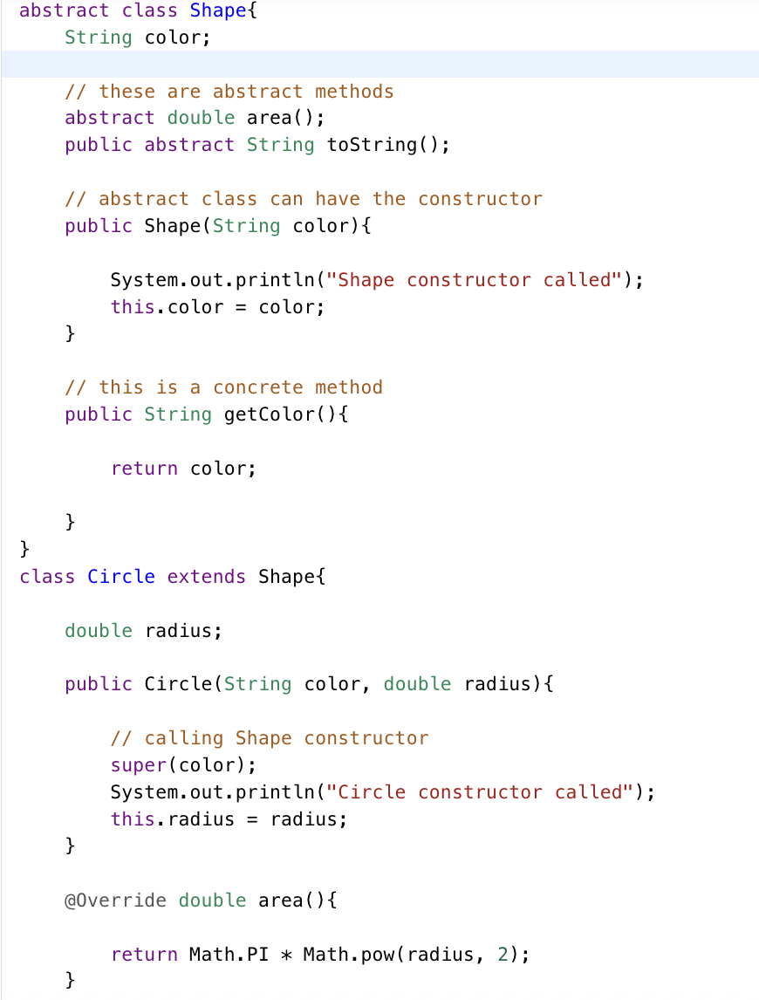 abstract class Shape{
    String color;
    // these are abstract methods
    abstract double area();
    public abstract String toString();
    // abstract class can have the constructor
    public Shape(String color){
        System.out.println("Shape constructor called");
        this.color = color;
    }
    // this is a concrete method
    public String getColor(){
        return color;
    }
}
class Circle extends Shape{
    double radius;
    public Circle(String color, double radius){
        // calling Shape constructor
        super(color);
        System.out.println("Circle constructor called");
        this.radius = radius;
    }
    @Override double area(){
        return Math.PI * Math.pow(radius, 2);
    }